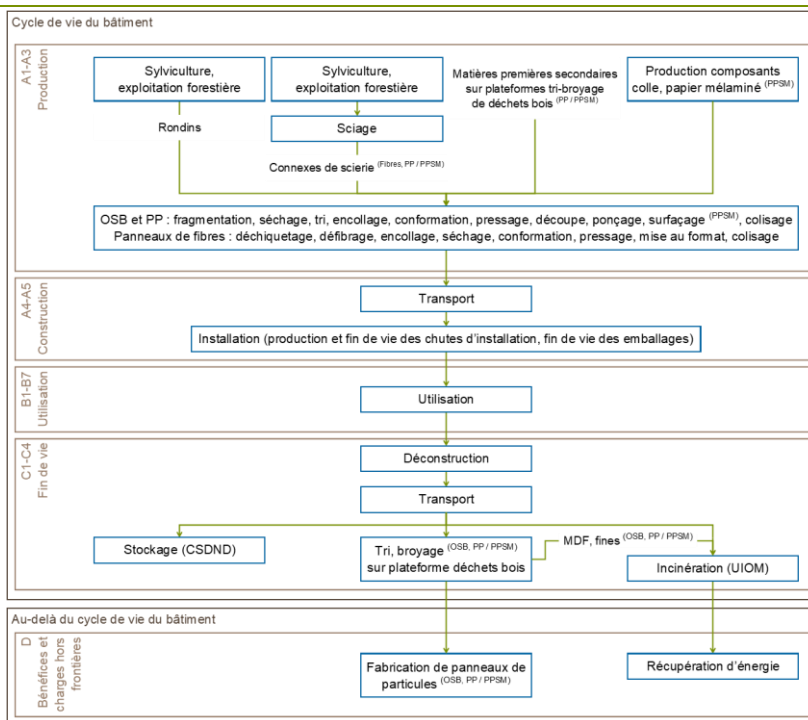 Cycle de vie du bâtiment
A1-A3
Production
Sylviculture,
exploitation forestière
Sylviculture,
exploitation forestière
Matières premières secondaires
sur plateformes tri-broyage
de déchets bois (PP / PPSM)
Production composants
colle, papier mélaminé (PPSM)
Rondins
Sciage
Connexes de scierie (Fibres, PP / PPSM)
OSB et PP : fragmentation, séchage, tri, encollage, conformation, pressage, découpe, ponçage, surfaçage (PPSM), colisage
Panneaux de fibres : déchiquetage, défibrage, encollage, séchage, conformation, pressage, mise au format, colisage
A4-A5
Construction
Transport
Installation (production et fin de vie des chutes d'installation, fin de vie des emballages)
B1-B7
Utilisation
Utilisation
C1-C4
Fin de vie
Déconstruction
Transport
Stockage (CSDND)
Tri, broyage (OSB, PP / PPSM)
sur plateforme déchets bois
MDF, fines (OSB, PP / PPSM)
Incinération (UIOM)
Au-delà du cycle de vie du bâtiment
D
Bénéfices et
charges hors
frontières
Fabrication de panneaux de
particules (OSB, PP / PPSM)
Récupération d'énergie